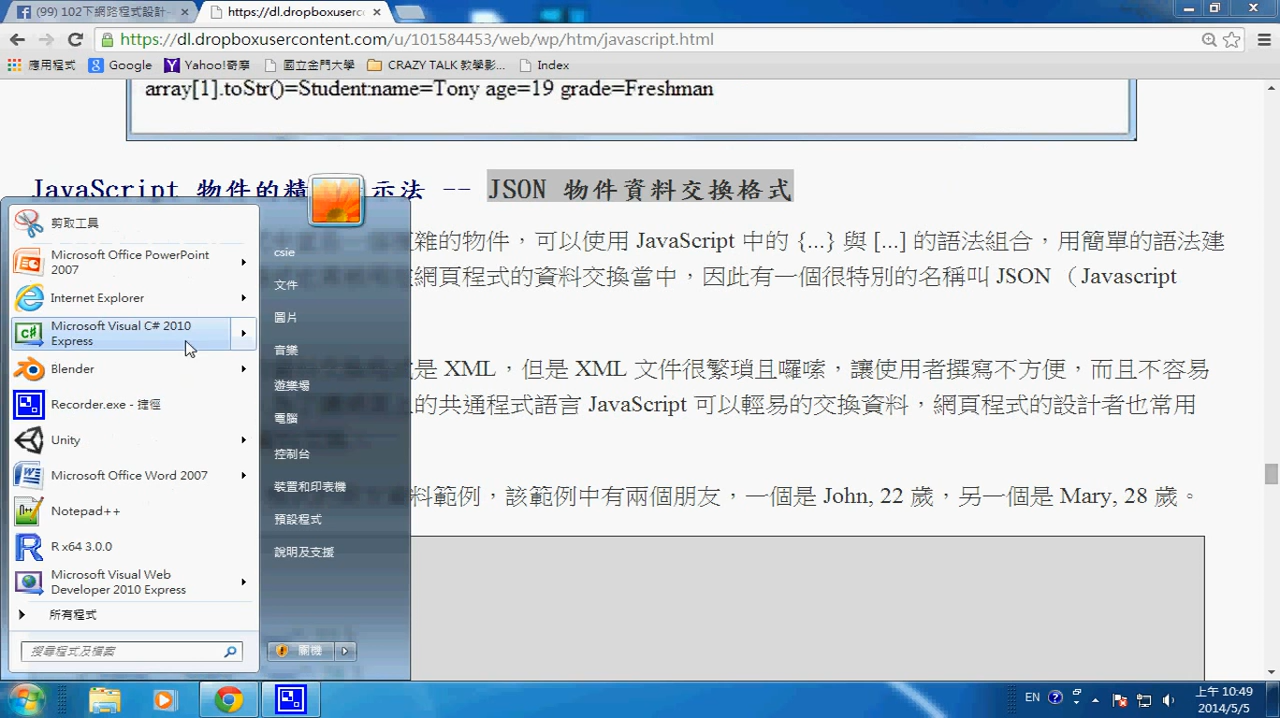 (99) 102下網路程式設計
https://dl.dropboxuserco
https://dl.dropboxusercontent.com/u/101584453/web/wp/htm/javascript.html
應用程式
Google
Yahoo!奇摩
國立金門大學
CRAZY TALK 教學影...
Index
array[1].toStr()=Student:name=Tony age=19 grade=Freshman
JavaScript 物件的精 示法 -- JSON 物件資料交換格式
雜的物件，可以使用 JavaScript 中的 {...} 與 [...] 的語法組合，用簡單的語法建
網頁程式的資料交換當中，因此有一個很特別的名稱叫 JSON （Javascript
是 XML，但是 XML 文件很繁瑣且囉嗦，讓使用者撰寫不方便，而且不容易
的共通程式語言 JavaScript 可以輕易的交換資料，網頁程式的設計者也常用
料範例，該範例中有兩個朋友，一個是 John, 22 歲，另一個是 Mary, 28 歲。
剪取工具
Microsoft Office PowerPoint
2007
Internet Explorer
Microsoft Visual C# 2010
Express
Blender
Recorder.exe - 捷徑
Unity
Microsoft Office Word 2007
Notepad++
R x64 3.0.0
Microsoft Visual Web
Developer 2010 Express
所有程式
搜尋程式及檔案
csie
文件
圖片
音樂
遊樂場
電腦
控制台
裝置和印表機
預設程式
說明及支援
關機
EN
上午 10:49
2014/5/5